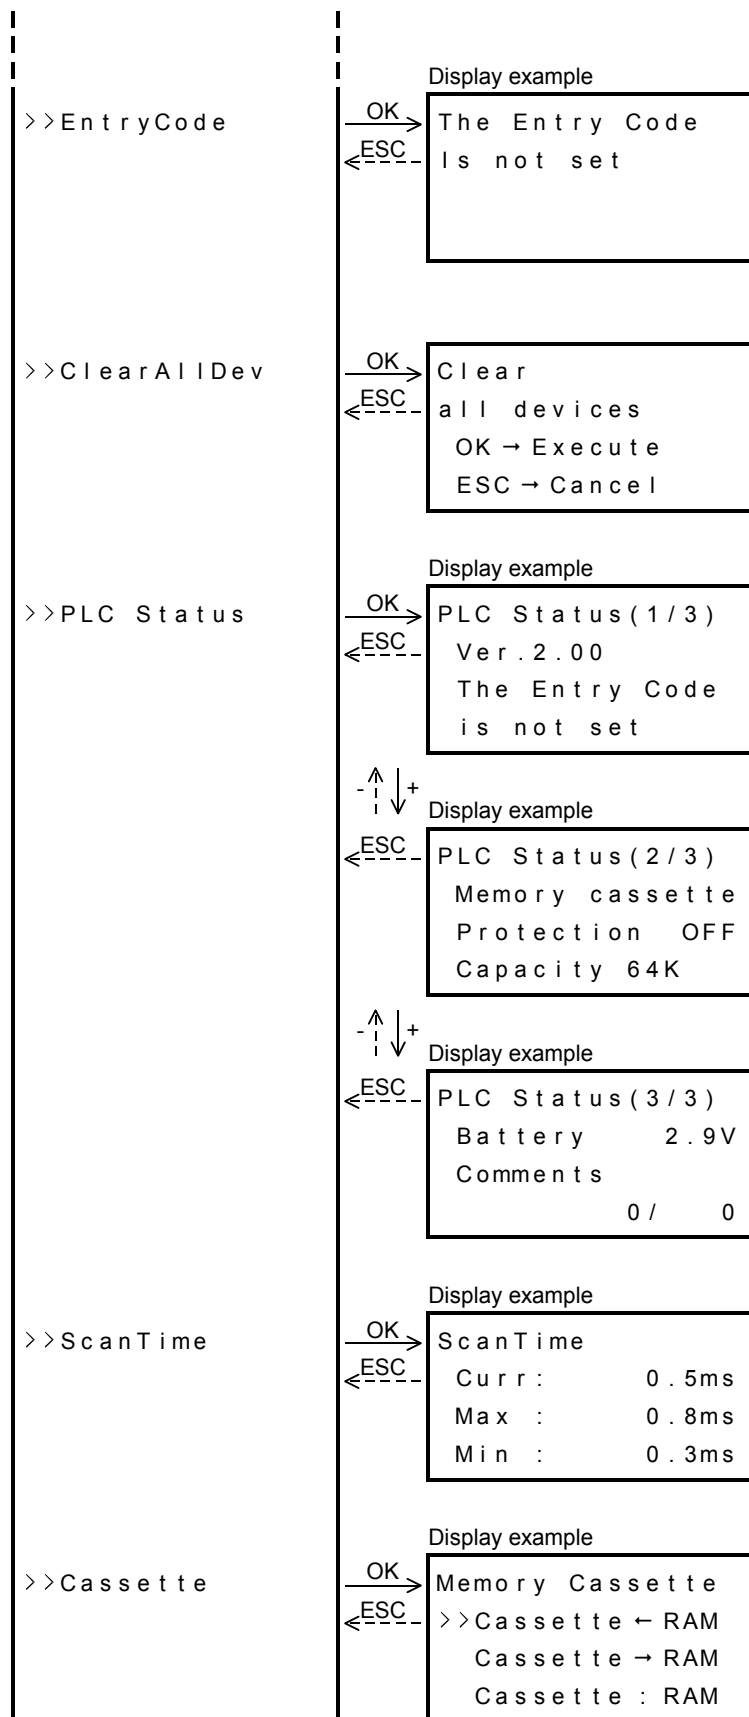 Display example
>>EntryCode
OK
ESC
The Entry Code
Is not set
>>ClearAllDev
OK
ESC
Clear
all devices
OK → Execute
ESC → Cancel
Display example
>>PLC Status
OK
ESC
PLC Status(1/3)
Ver.2.00
The Entry Code
is not set
- +
Display example
ESC
PLC Status(2/3)
Memory cassette
Protection OFF
Capacity 64K
- +
Display example
ESC
PLC Status(3/3)
Battery 2.9V
Comments
0/ 0
Display example
>>ScanTime
OK
ESC
ScanTime
Curr: 0.5ms
Max : 0.8ms
Min : 0.3ms
Display example
>>Cassette
OK
ESC
Memory Cassette
>>Cassette ← RAM
Cassette → RAM
Cassette : RAM